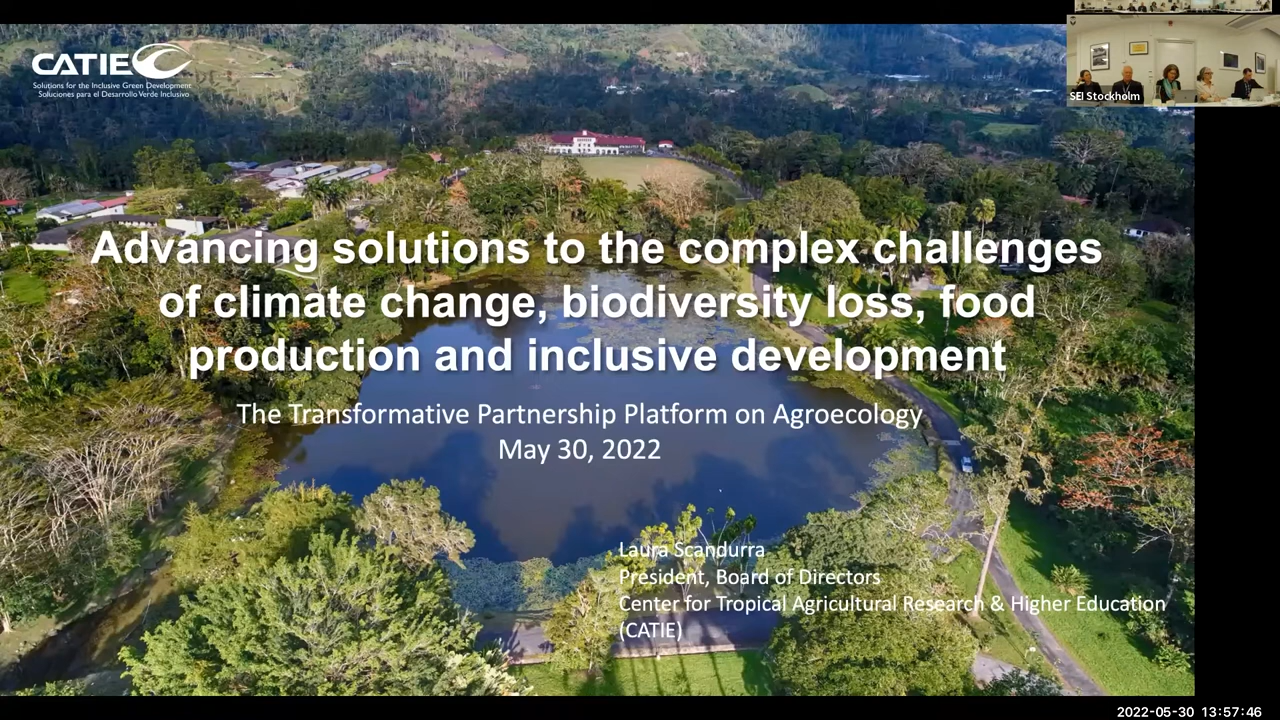 CATIE
Solutions for the Inclusive Green Development
Soluciones para el Desarrollo Verde Inclusivo
SEI Stockholm
Advancing solutions to the complex challenges
of climate change, biodiversity loss, food
production and inclusive development
The Transformative Partnership Platform on Agroecology
May 30, 2022
Laura Scandurra
President, Board of Directors
Center for Tropical Agricultural Research & Higher Education
(CATIE)
2022-05-30 13:57:46